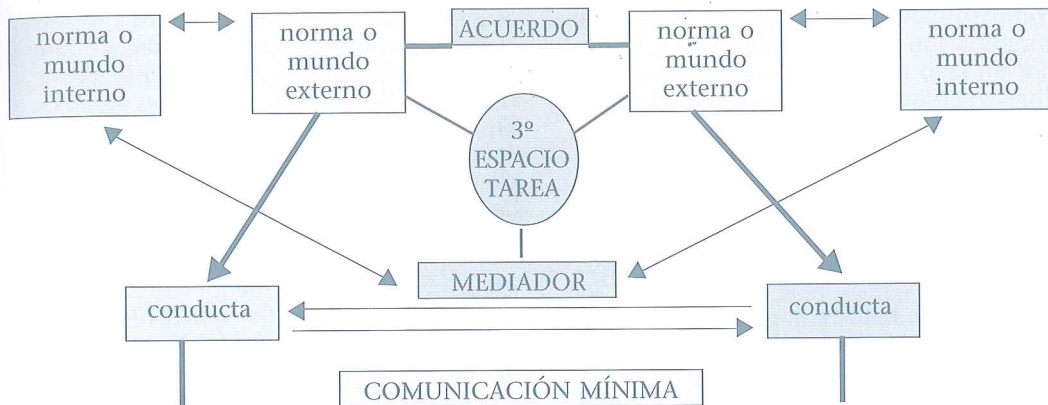 norma o
mundo
interno
norma o
mundo
externo
ACUERDO
norma o
mundo
externo
norma o
mundo
interno
3º
ESPACIO
TAREA
MEDIADOR
conducta
conducta
COMUNICACIÓN MÍNIMA